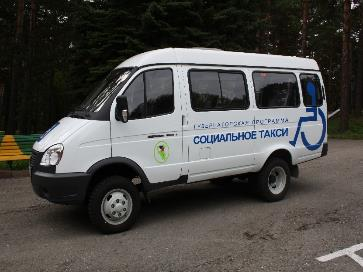 ГУБЕРНАТОРСКАЯ ПРОГРАММА
СОЦИАЛЬНОЕ ТАКСИ